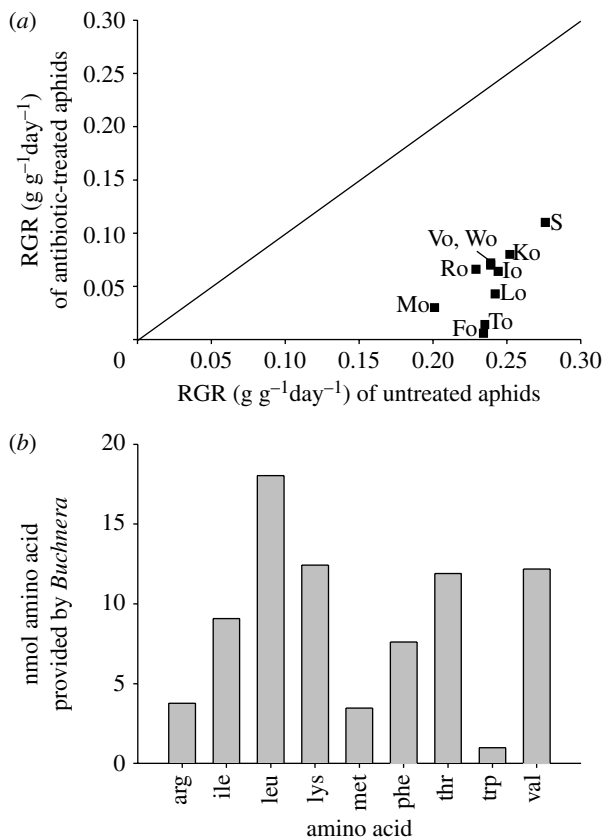 (a)
0.30
0.25
0.20
0.15
0.10
0.05
0
0.05
0.10
0.15
0.20
0.25
0.30
RGR (g g⁻¹day⁻¹)
of antibiotic-treated aphids
S
Vo, Wo
Ko
Ro
Io
Lo
Mo
To
Fo
RGR (g g⁻¹day⁻¹) of untreated aphids
(b)
20
15
10
5
0
nmol amino acid
provided by Buchnera
arg
ile
leu
lys
met
phe
thr
trp
val
amino acid